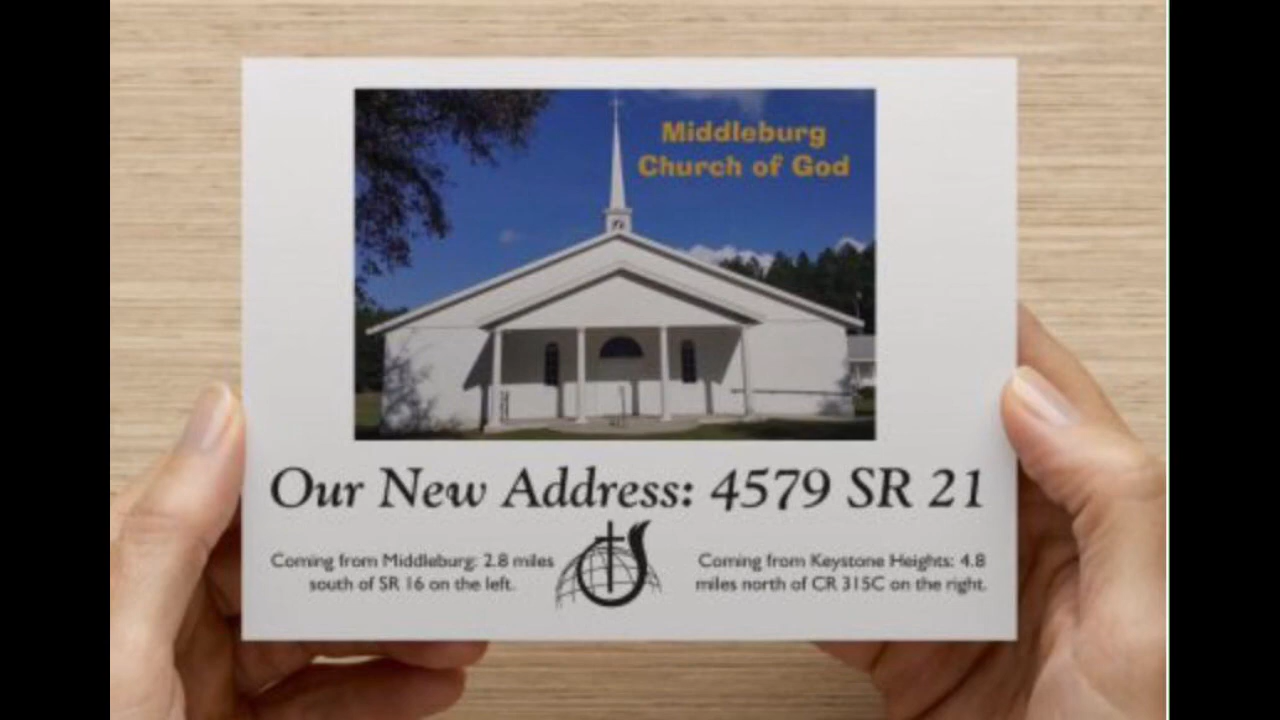 Middleburg
Church of God
Our New Address: 4579 SR 21
Coming from Middleburg: 2.8 miles
south of SR 16 on the left.
Coming from Keystone Heights: 4.8
miles north of CR 315C on the right.